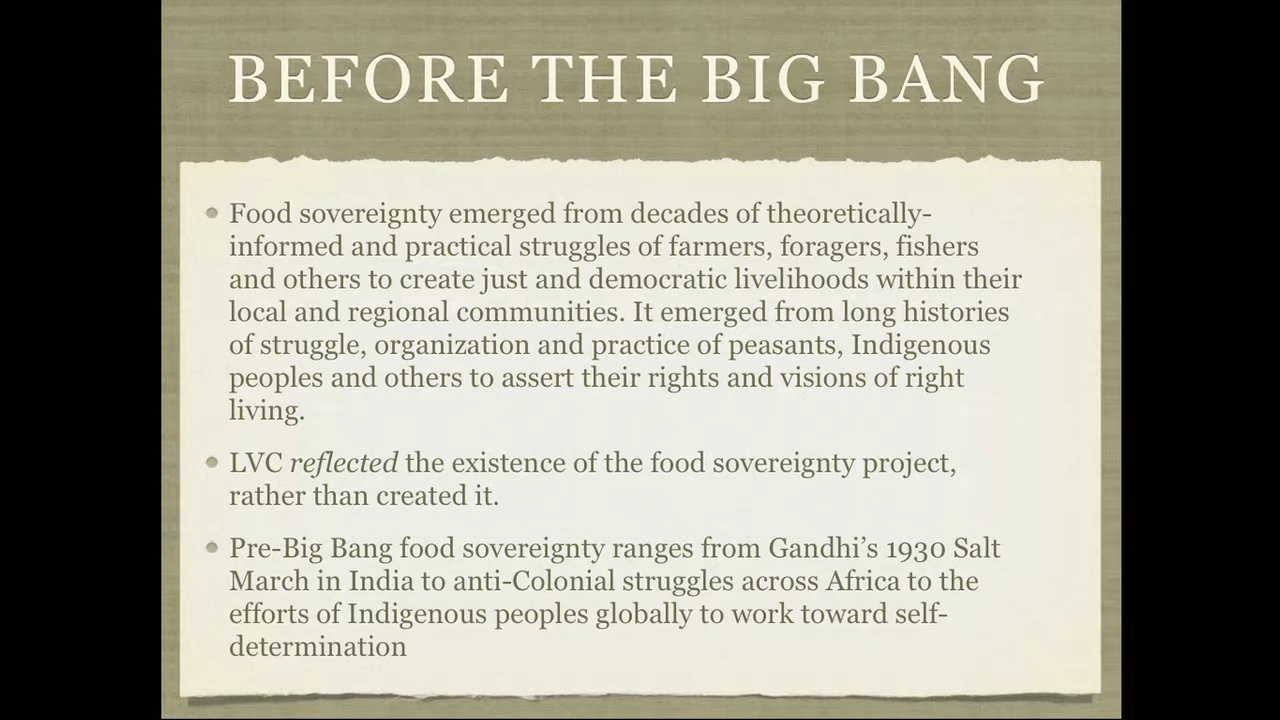 BEFORE THE BIG BANG
• Food sovereignty emerged from decades of theoretically-
informed and practical struggles of farmers, foragers, fishers
and others to create just and democratic livelihoods within their
local and regional communities. It emerged from long histories
of struggle, organization and practice of peasants, Indigenous
peoples and others to assert their rights and visions of right
living.
• LVC reflected the existence of the food sovereignty project,
rather than created it.
• Pre-Big Bang food sovereignty ranges from Gandhi’s 1930 Salt
March in India to anti-Colonial struggles across Africa to the
efforts of Indigenous peoples globally to work toward self-
determination